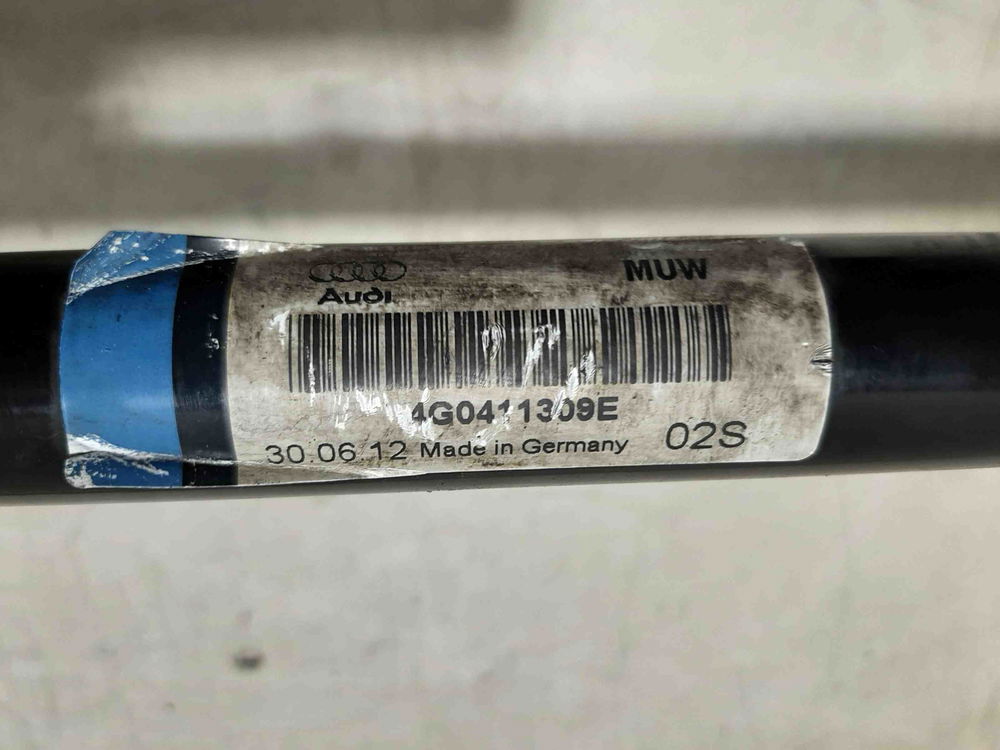 Audi
MUW
4G0411309E
30.06.12 Made in Germany 02S